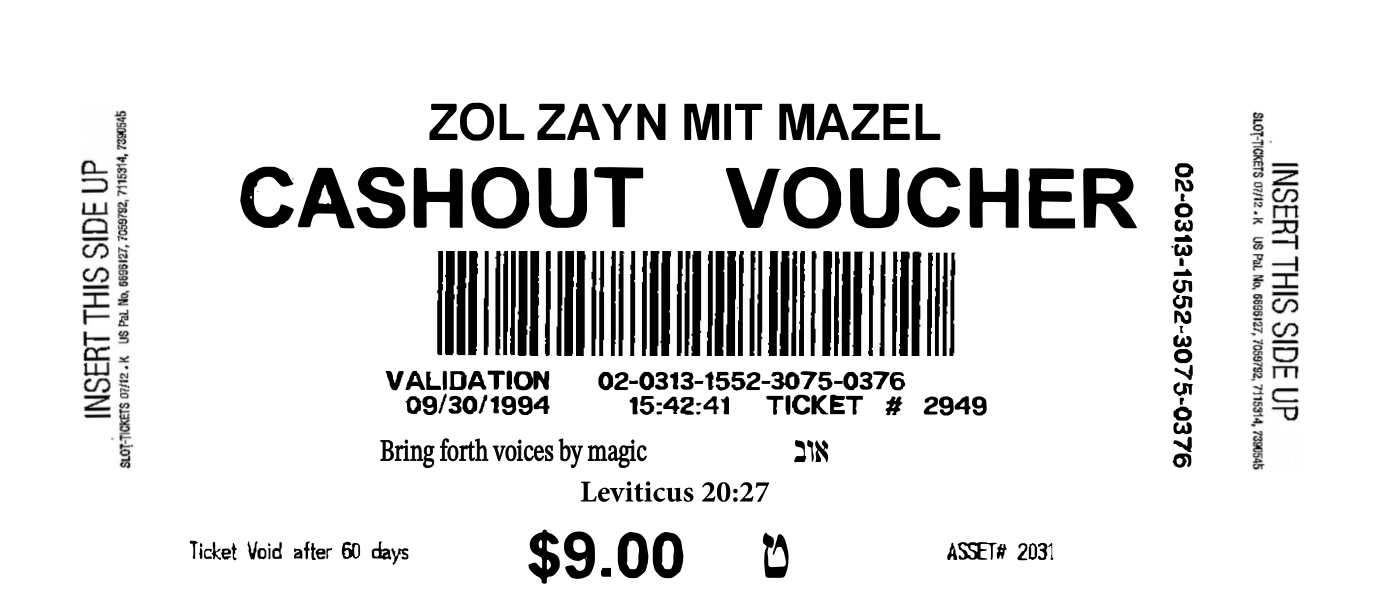 ZOL ZAYN MIT MAZEL
CASHOUT VOUCHER
VALIDATION 02-0313-1552-3075-0376
09/30/1994 15:42:41 TICKET # 2949
Bring forth voices by magic אוב
Leviticus 20:27
Ticket Void after 60 days $9.00 ט ASSET# 2031
INSERT THIS SIDE UP
SLOT-TICKETS 07/12 - K US Pat. No. 6696127, 7059792, 7115314, 7390545
02-0313-1552-3075-0376
SLOT-TICKETS 07/12 - K US Pat. No. 6696127, 7059792, 7115314, 7390545
INSERT THIS SIDE UP